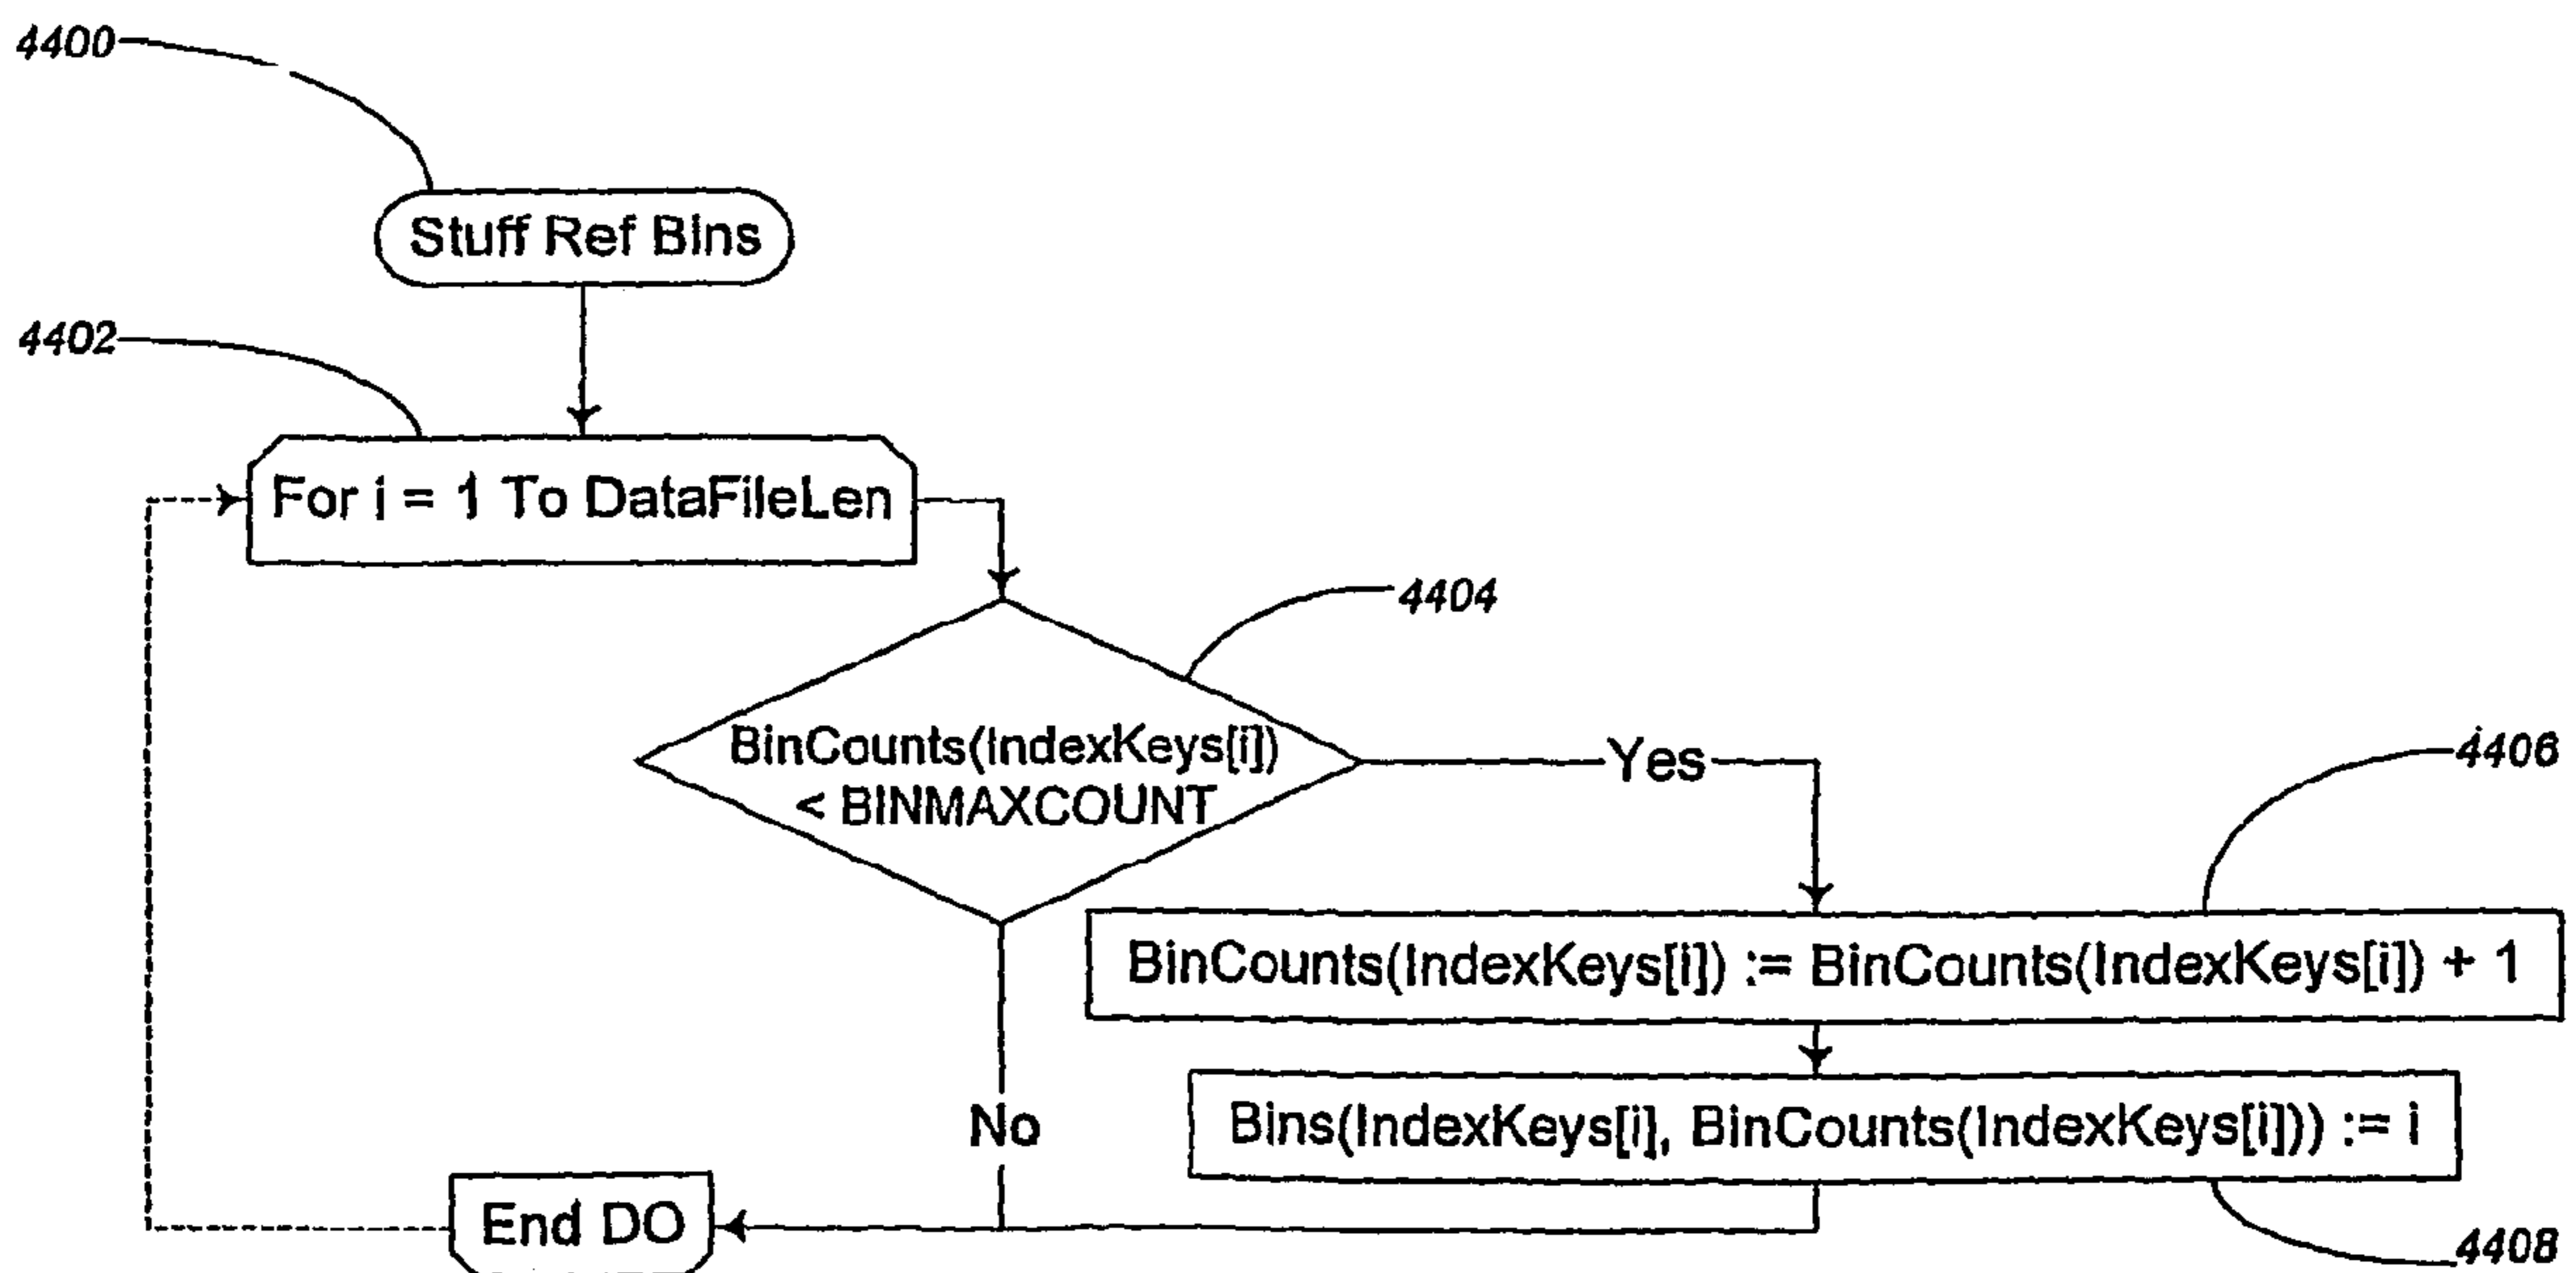 4400
Stuff Ref Bins
4402
For i = 1 To DataFileLen
4404
BinCounts(IndexKeys[i])
< BINMAXCOUNT
Yes
4406
BinCounts(IndexKeys[i]) := BinCounts(IndexKeys[i]) + 1
No
Bins(IndexKeys[i], BinCounts(IndexKeys[i])) := i
End DO
4408